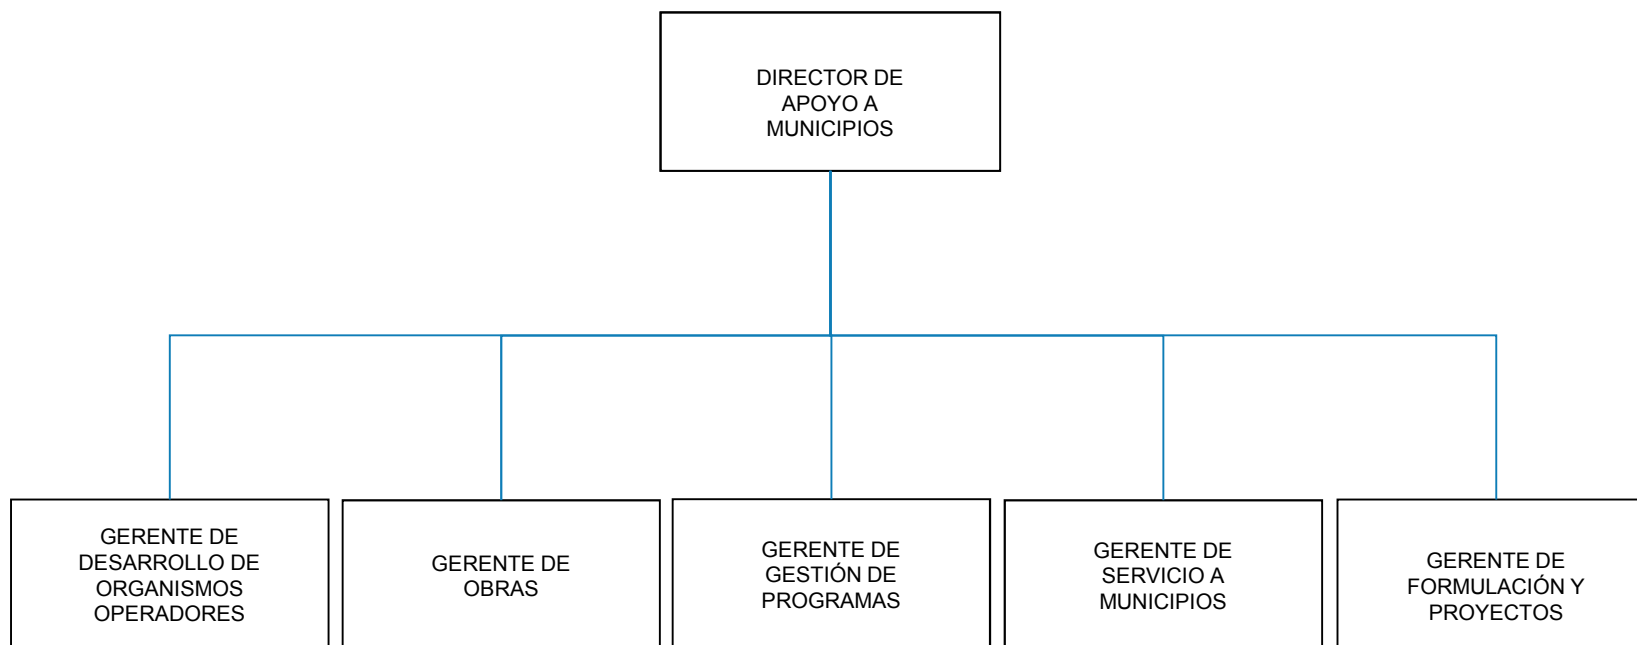 DIRECTOR DE
APOYO A
MUNICIPIOS
GERENTE DE
DESARROLLO DE
ORGANISMOS
OPERADORES
GERENTE DE
OBRAS
GERENTE DE
GESTIÓN DE
PROGRAMAS
GERENTE DE
SERVICIO A
MUNICIPIOS
GERENTE DE
FORMULACIÓN Y
PROYECTOS